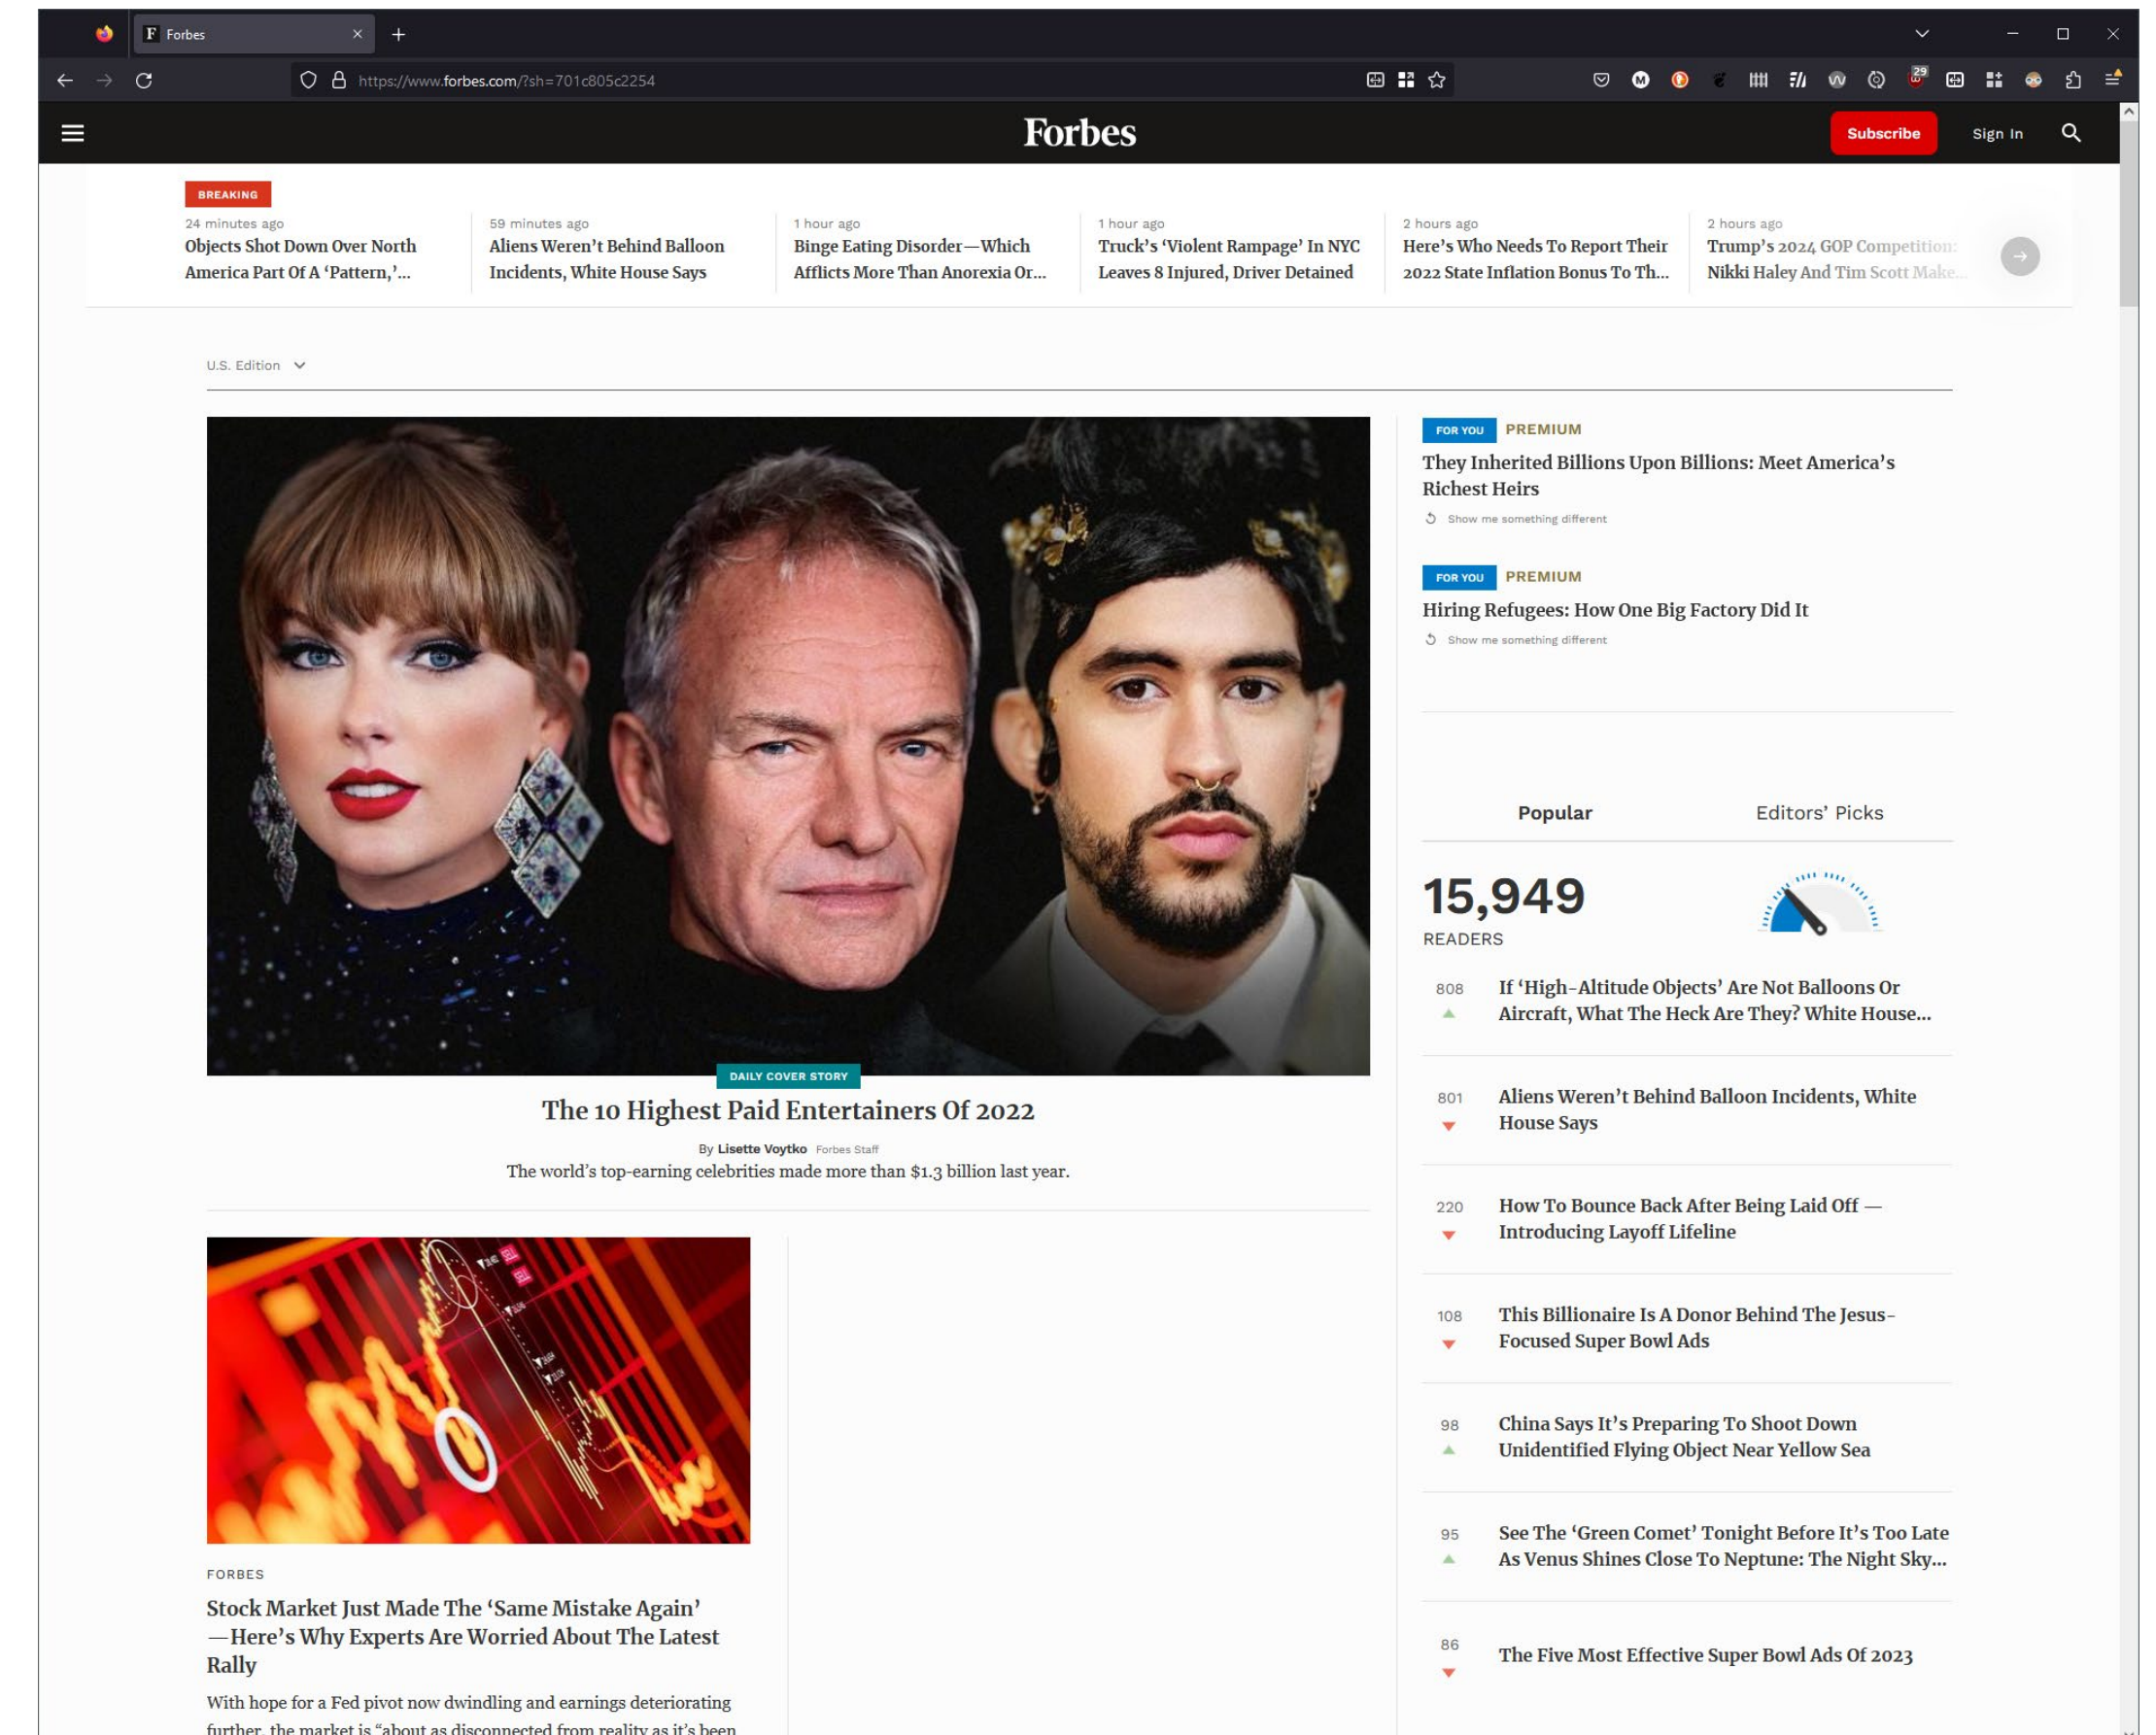 Forbes
https://www.forbes.com/?sh=701c805c2254
29
Forbes
Subscribe
Sign In
BREAKING
24 minutes ago
Objects Shot Down Over North
America Part Of A ‘Pattern,’...
59 minutes ago
Aliens Weren’t Behind Balloon
Incidents, White House Says
1 hour ago
Binge Eating Disorder—Which
Afflicts More Than Anorexia Or...
1 hour ago
Truck’s ‘Violent Rampage’ In NYC
Leaves 8 Injured, Driver Detained
2 hours ago
Here’s Who Needs To Report Their
2022 State Inflation Bonus To Th...
2 hours ago
Trump’s 2024 GOP Competition:
Nikki Haley And Tim Scott Make...
U.S. Edition
DAILY COVER STORY
The 10 Highest Paid Entertainers Of 2022
By Lisette Voytko Forbes Staff
The world’s top-earning celebrities made more than $1.3 billion last year.
FORBES
Stock Market Just Made The ‘Same Mistake Again’
—Here’s Why Experts Are Worried About The Latest
Rally
With hope for a Fed pivot now dwindling and earnings deteriorating
further, the market is “about as disconnected from reality as it’s been
FOR YOU PREMIUM
They Inherited Billions Upon Billions: Meet America’s
Richest Heirs
Show me something different
FOR YOU PREMIUM
Hiring Refugees: How One Big Factory Did It
Show me something different
Popular
Editors’ Picks
15,949
READERS
808
If ‘High-Altitude Objects’ Are Not Balloons Or
Aircraft, What The Heck Are They? White House...
801
Aliens Weren’t Behind Balloon Incidents, White
House Says
220
How To Bounce Back After Being Laid Off —
Introducing Layoff Lifeline
108
This Billionaire Is A Donor Behind The Jesus-
Focused Super Bowl Ads
98
China Says It’s Preparing To Shoot Down
Unidentified Flying Object Near Yellow Sea
95
See The ‘Green Comet’ Tonight Before It’s Too Late
As Venus Shines Close To Neptune: The Night Sky...
86
The Five Most Effective Super Bowl Ads Of 2023